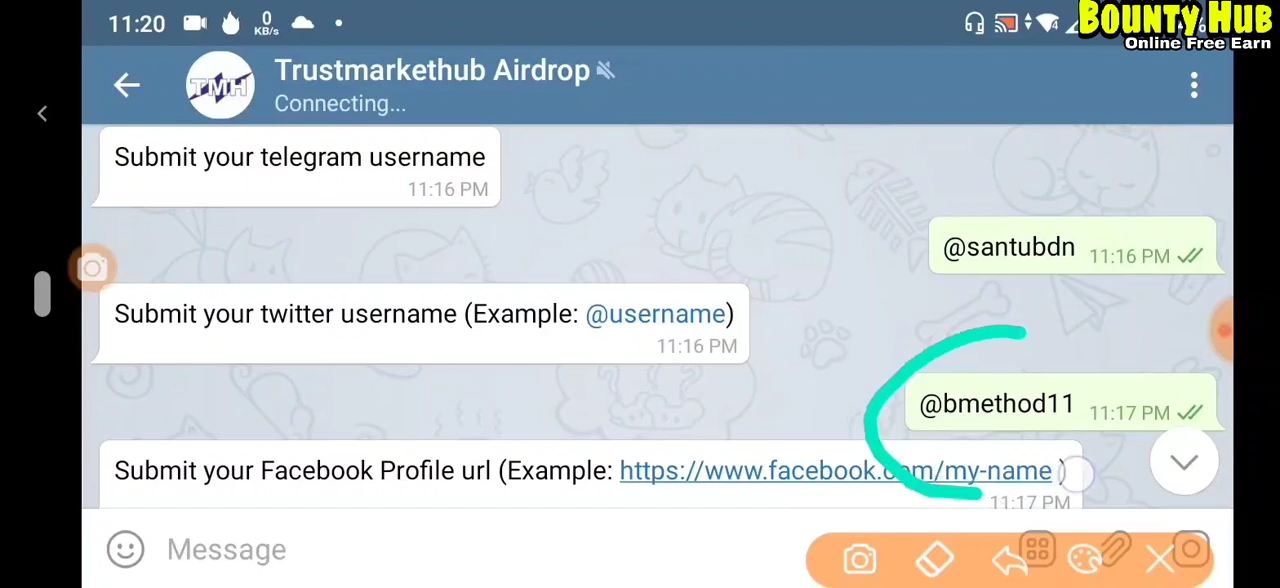 11:20
0
KB/s
BOUNTY HUB
Online Free Earn
TMH
Trustmarkethub Airdrop
Connecting...
Submit your telegram username
11:16 PM
@santubdn 11:16 PM
Submit your twitter username (Example: @username)
11:16 PM
@bmethod11 11:17 PM
Submit your Facebook Profile url (Example: https://www.facebook.com/my-name )
11:17 PM
Message